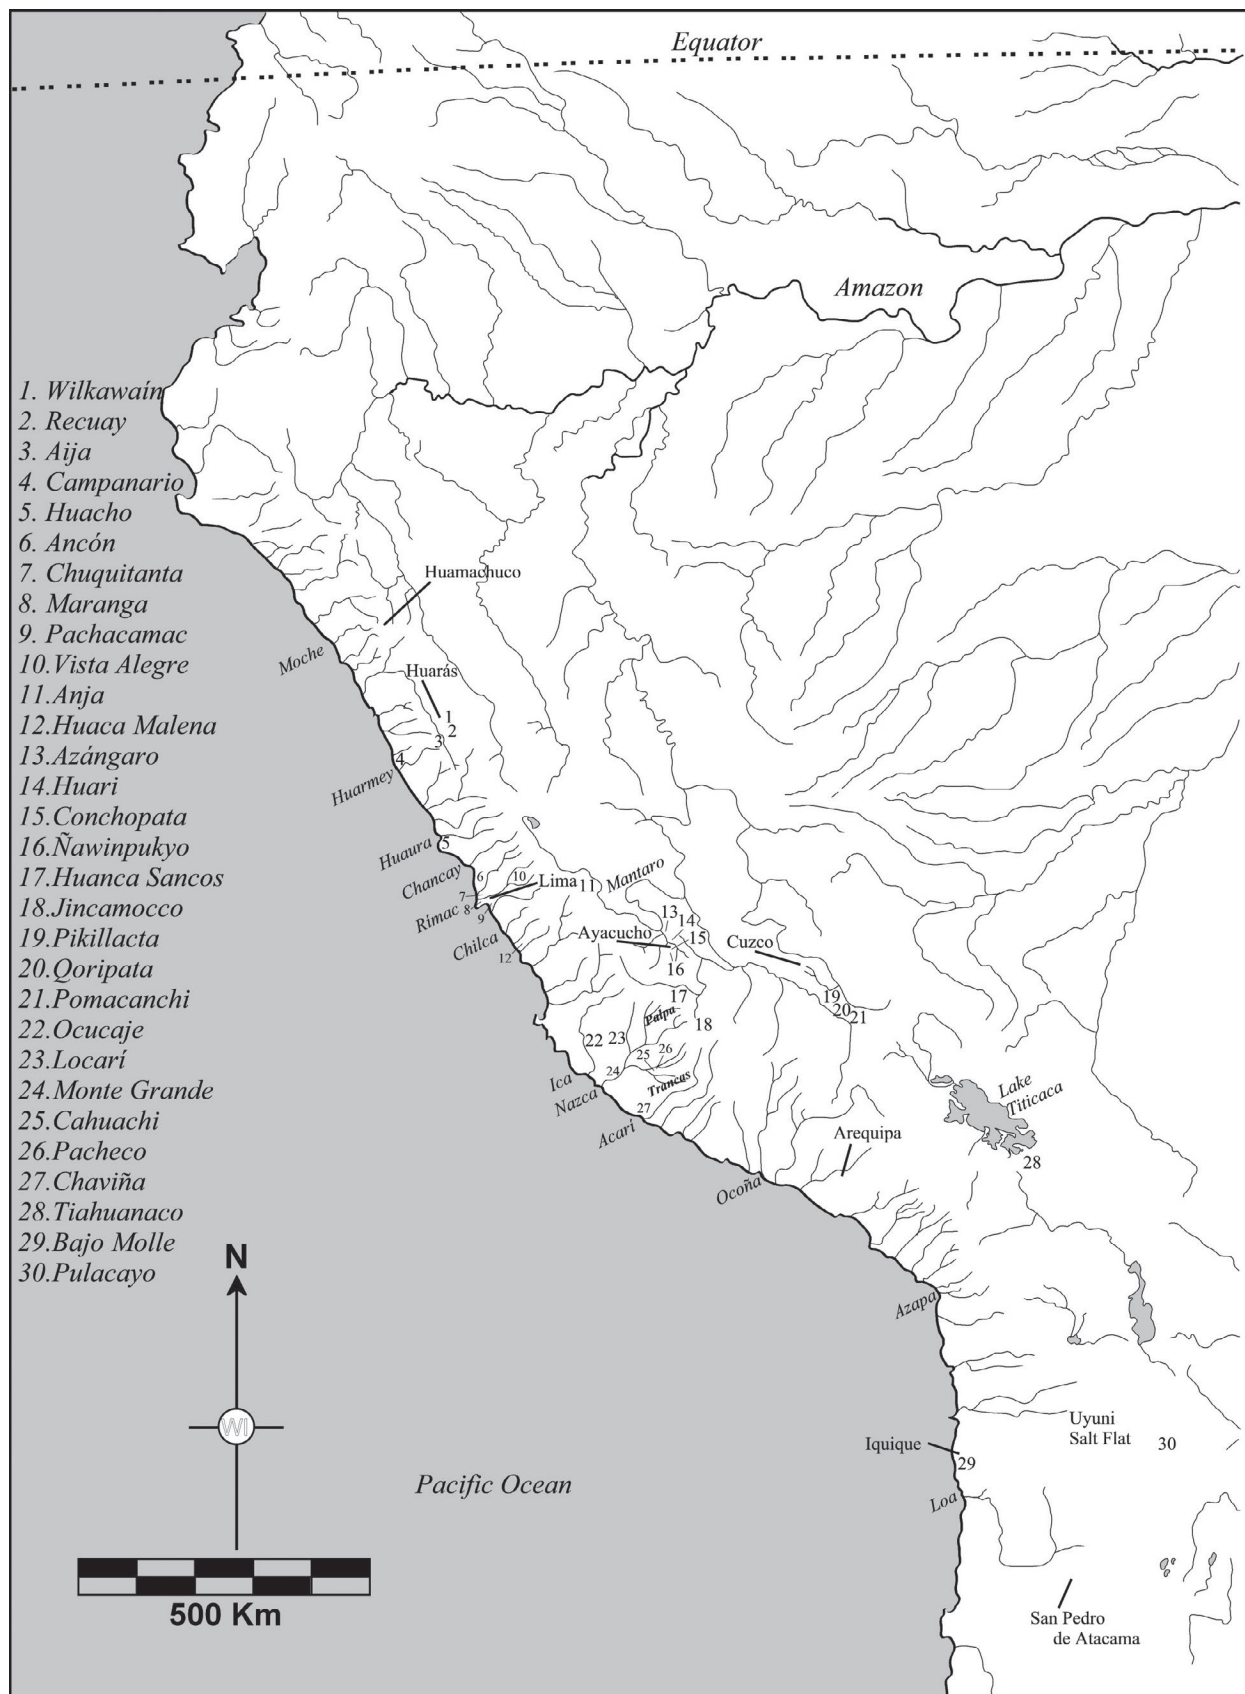 Equator
Amazon
1. Wilkawaín
2. Recuay
3. Aija
4. Campanario
5. Huacho
6. Ancón
7. Chuquitanta
8. Maranga
9. Pachacamac
10.Vista Alegre
11.Anja
12.Huaca Malena
13.Azángaro
14.Huari
15.Conchopata
16.Ñawinpukyo
17.Huanca Sancos
18.Jincamocco
19.Pikillacta
20.Qoripata
21.Pomacanchi
22.Ocucaje
23.Locarí
24.Monte Grande
25.Cahuachi
26.Pacheco
27.Chaviña
28.Tiahuanaco
29.Bajo Molle
30.Pulacayo
Huamachuco
Moche
Huarás
1
2
3
4
Huarmey
5
Huaura
Chancay
6
10
Lima
11
Mantaro
7
Rimac
8
9
Chilca
12
13
14
Ayacucho
15
16
Cuzco
17
Palpa
18
19
20
21
22
23
25
26
24
Trancas
Ica
Nazca
27
Acarí
Lake
Titicaca
28
Arequipa
Ocoña
Azapa
Uyuni
Salt Flat
30
Iquique
29
Loa
San Pedro
de Atacama
Pacific Ocean
N
WI
500 Km